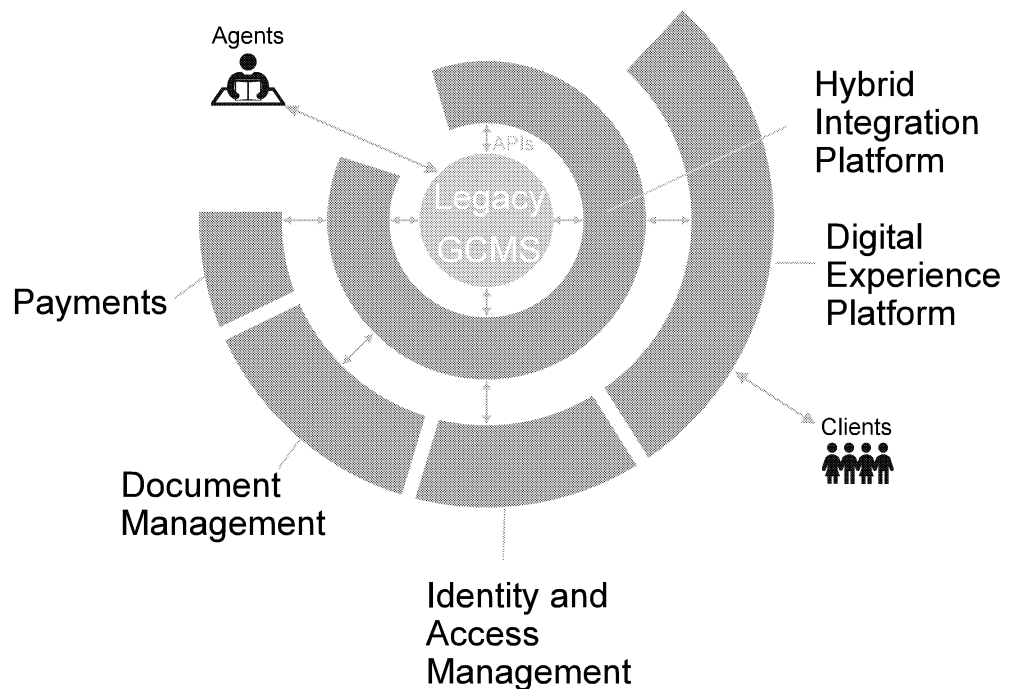 Agents
APIs
Legacy
GCMS
Hybrid
Integration
Platform
Digital
Experience
Platform
Payments
Clients
Document
Management
Identity and
Access
Management